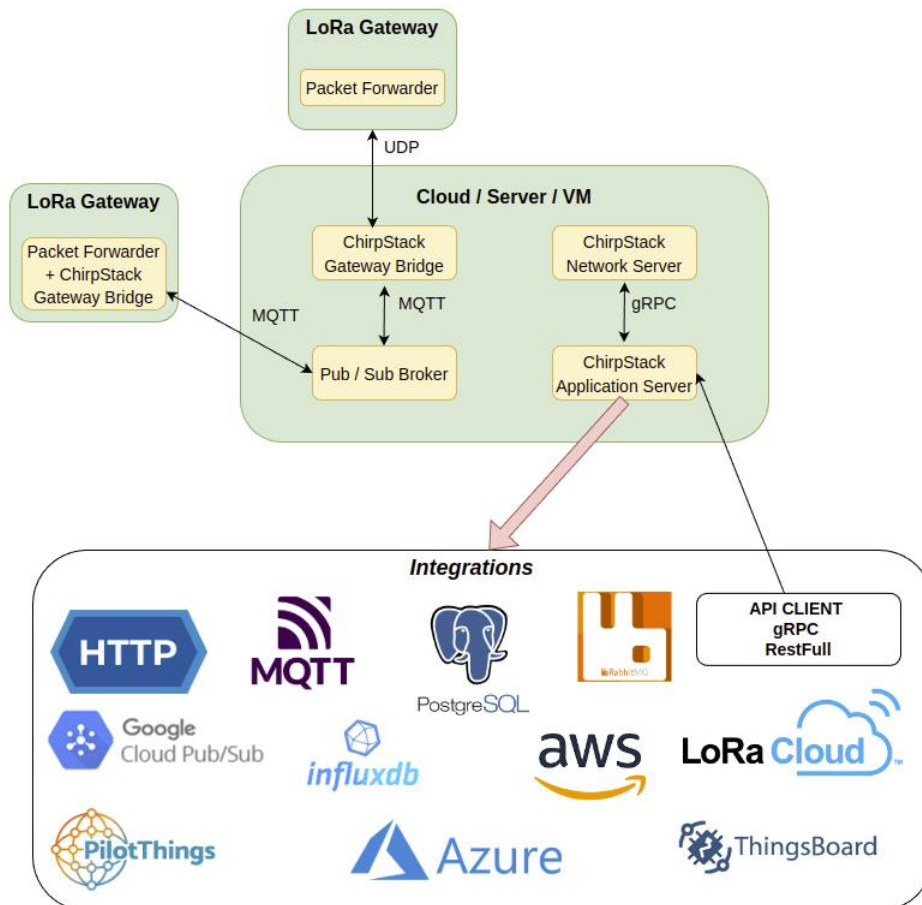 LoRa Gateway
Packet Forwarder
UDP
LoRa Gateway
Packet Forwarder
+ ChirpStack
Gateway Bridge
MQTT
Cloud / Server / VM
ChirpStack
Gateway Bridge
MQTT
Pub / Sub Broker
ChirpStack
Network Server
gRPC
ChirpStack
Application Server
Integrations
HTTP
MQTT
PostgreSQL
RabbitMQ
API CLIENT
gRPC
RestFull
Google
Cloud Pub/Sub
influxdb
aws
LoRa Cloud™
PilotThings
Azure
ThingsBoard